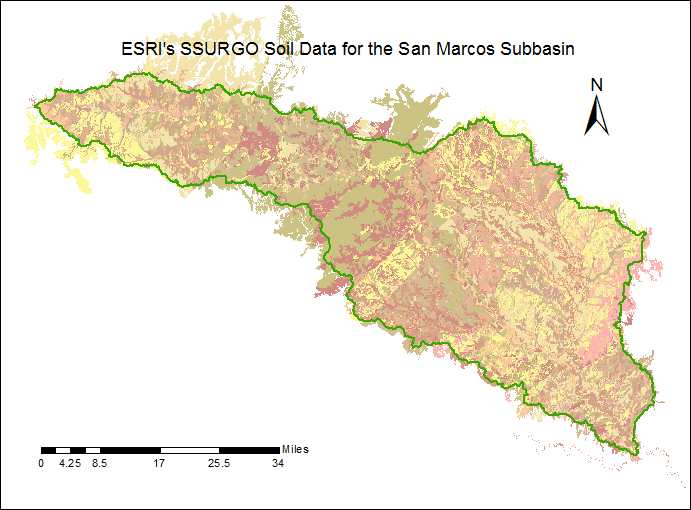 ESRI's SSURGO Soil Data for the San Marcos Subbasin
N
Miles
0 4.25 8.5 17 25.5 34